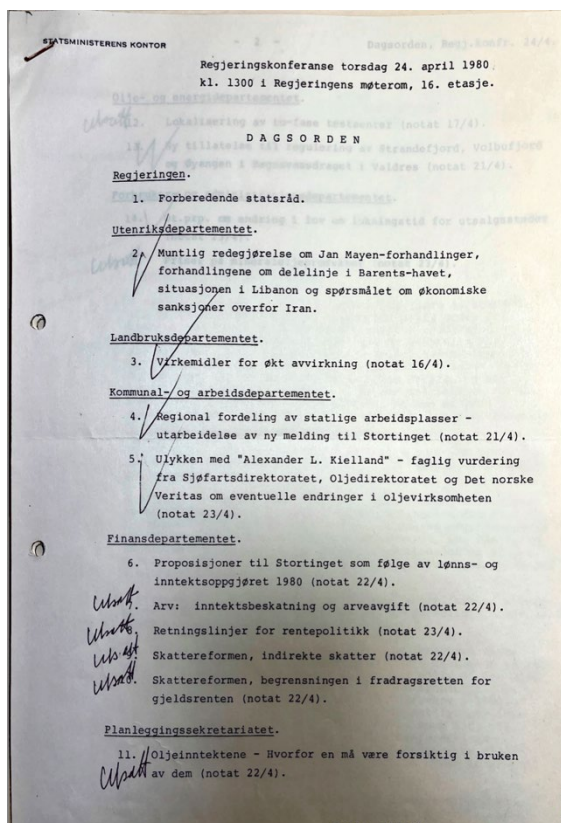 STATSMINISTERENS KONTOR
- 2 -
Dagsorden, Regj.konfr. 24/4.
Regjeringskonferanse torsdag 24. april 1980
kl. 1300 i Regjeringens møterom, 16. etasje.
DAGSORDEN
Regjeringen.
1. Forberedende statsråd.
Utenriksdepartementet.
2. Muntlig redegjørelse om Jan Mayen-forhandlinger,
forhandlingene om delelinje i Barents-havet,
situasjonen i Libanon og spørsmålet om økonomiske
sanksjoner overfor Iran.
Landbruksdepartementet.
3. Virkemidler for økt avvirkning (notat 16/4).
Kommunal- og arbeidsdepartementet.
4. Regional fordeling av statlige arbeidsplasser -
utarbeidelse av ny melding til Stortinget (notat 21/4).
5. Ulykken med "Alexander L. Kielland" - faglig vurdering
fra Sjøfartsdirektoratet, Oljedirektoratet og Det norske
Veritas om eventuelle endringer i oljevirksomheten
(notat 23/4).
Finansdepartementet.
6. Proposisjoner til Stortinget som følge av lønns- og
inntektsoppgjøret 1980 (notat 22/4).
Utsatt Arv: inntektsbeskatning og arveavgift (notat 22/4).
Utsatt Retningslinjer for rentepolitikk (notat 23/4).
Utsatt Skattereformen, indirekte skatter (notat 22/4).
Utsatt Skattereformen, begrensningen i fradragsretten for
gjeldsrenten (notat 22/4).
Planleggingssekretariatet.
11. Oljeinntektene - Hvorfor en må være forsiktig i bruken
Utsatt av dem (notat 22/4).